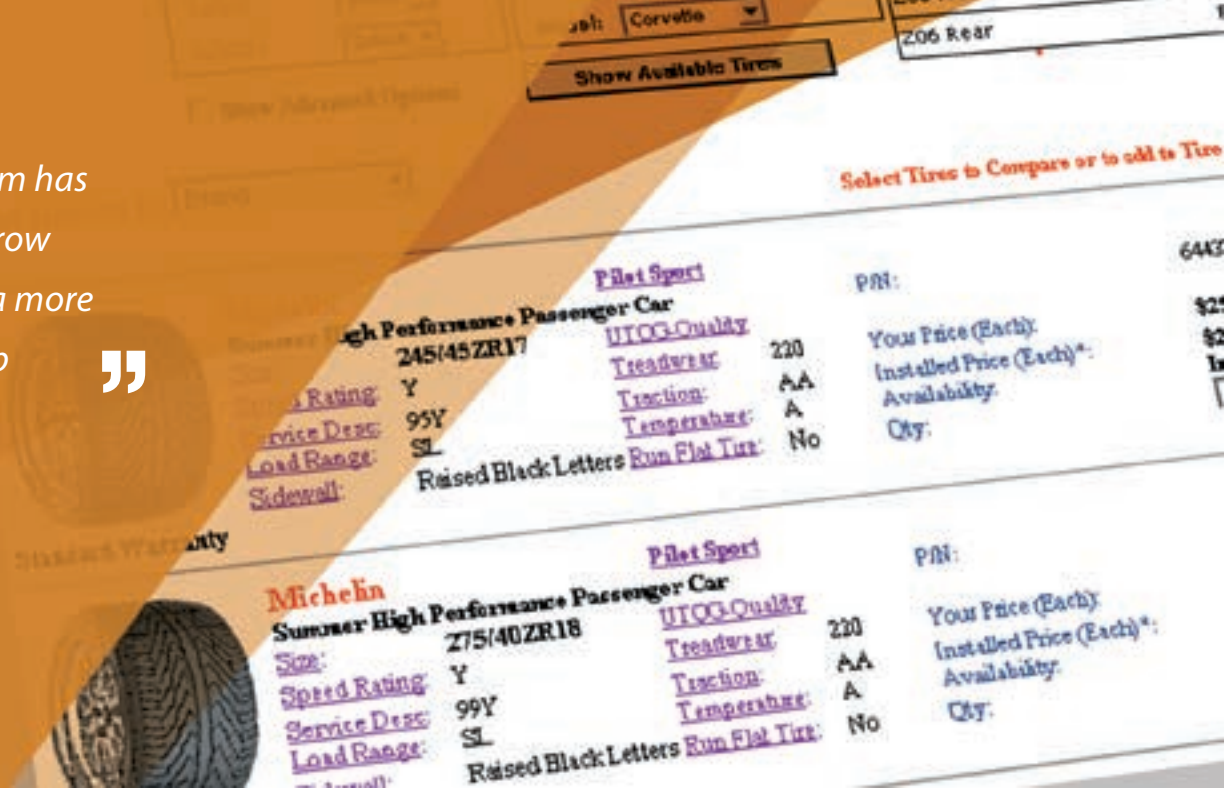 Corvette
Show Available Tires
Z06 Rear
Show Advanced Options
Select Tires to Compare or to add to Tire
m has
row
a more
”
Pilot Sport
P/N:
High Performance Passenger Car
245/45ZR17
UTQG Quality
Your Price (Each):
Rating: Y
Treadwear: 220
Installed Price (Each)*:
Service Desc: 95Y
Traction: AA
Availability:
Load Range: SL
Temperature: A
Qty:
Sidewall: Raised Black Letters Run Flat Tire: No
Standard Warranty
Pilot Sport
P/N:
Michelin
Summer High Performance Passenger Car
Size: 275/40ZR18
UTQG Quality
Your Price (Each):
Speed Rating: Y
Treadwear: 220
Installed Price (Each)*:
Service Desc: 99Y
Traction: AA
Availability:
Load Range: SL
Temperature: A
Qty:
Sidewall: Raised Black Letters Run Flat Tire: No